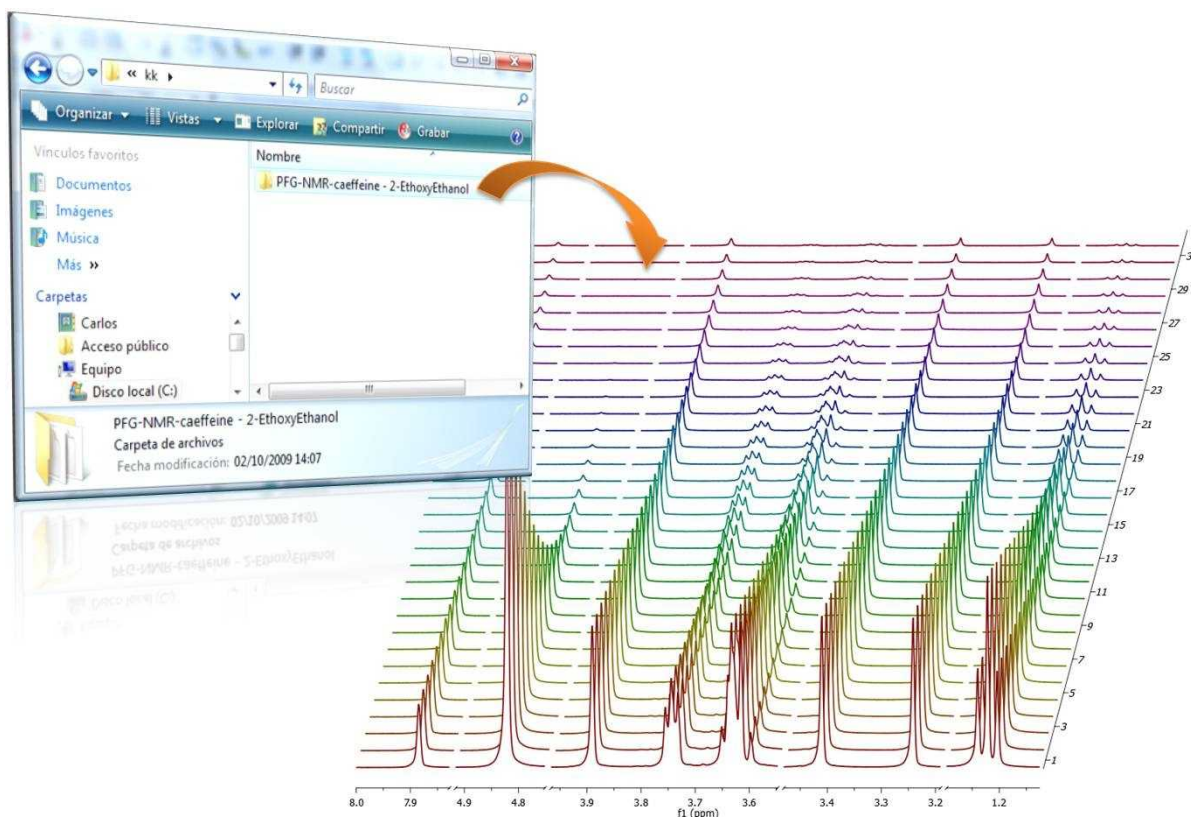 « kk
Buscar
Organizar Vistas Explorar Compartir Grabar
Vínculos favoritos
Documentos
Imágenes
Música
Más »
Carpetas
Carlos
Acceso público
Equipo
Disco local (C:)
Nombre
PFG-NMR-caeffeine - 2-EthoxyEthanol
PFG-NMR-caeffeine - 2-EthoxyEthanol
Carpeta de archivos
Fecha modificación: 02/10/2009 14:07
29
27
25
23
21
19
17
15
13
11
9
7
5
3
1
8.0 7.9 4.9 4.8 3.9 3.8 3.7 3.6 3.4 3.3 3.2 1.2
f1 (ppm)